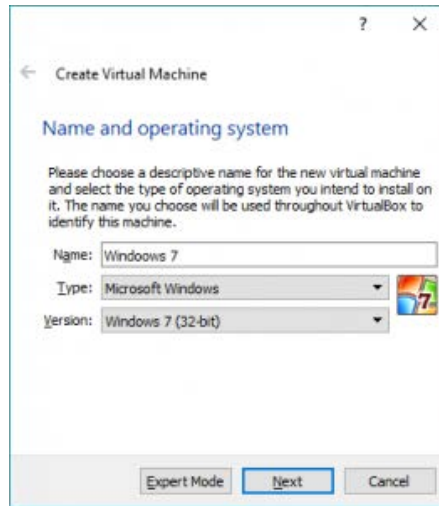 ?
Create Virtual Machine
Name and operating system
Please choose a descriptive name for the new virtual machine
and select the type of operating system you intend to install on
it. The name you choose will be used throughout VirtualBox to
identify this machine.
Name: Windoows 7
Type: Microsoft Windows
7
Version: Windows 7 (32-bit)
Expert Mode Next Cancel